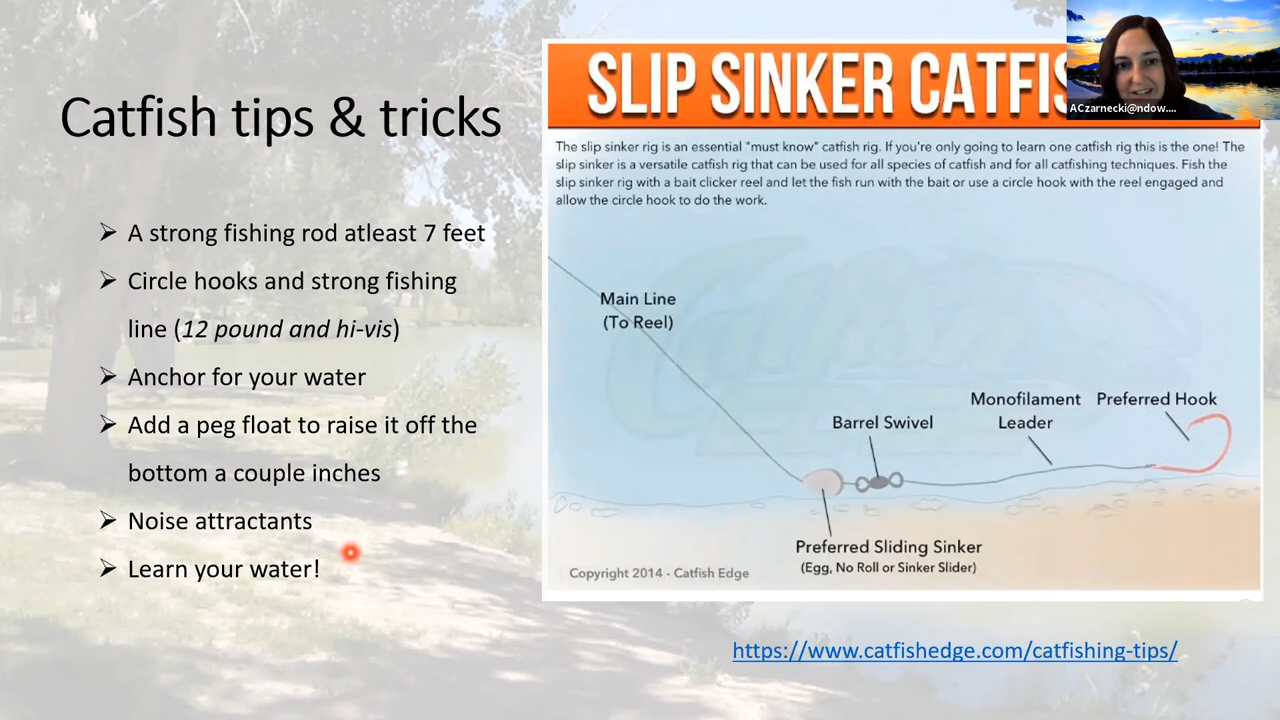 Catfish tips & tricks
A strong fishing rod atleast 7 feet
Circle hooks and strong fishing
line (12 pound and hi-vis)
Anchor for your water
Add a peg float to raise it off the
bottom a couple inches
Noise attractants
Learn your water!
SLIP SINKER CATFIS
The slip sinker rig is an essential "must know" catfish rig. If you're only going to learn one catfish rig this is the one! The
slip sinker is a versatile catfish rig that can be used for all species of catfish and for all catfishing techniques. Fish the
slip sinker rig with a bait clicker reel and let the fish run with the bait or use a circle hook with the reel engaged and
allow the circle hook to do the work.
Main Line
(To Reel)
Barrel Swivel
Monofilament
Leader
Preferred Hook
Preferred Sliding Sinker
(Egg, No Roll or Sinker Slider)
Copyright 2014 - Catfish Edge
https://www.catfishedge.com/catfishing-tips/
ACzarnecki@ndow....